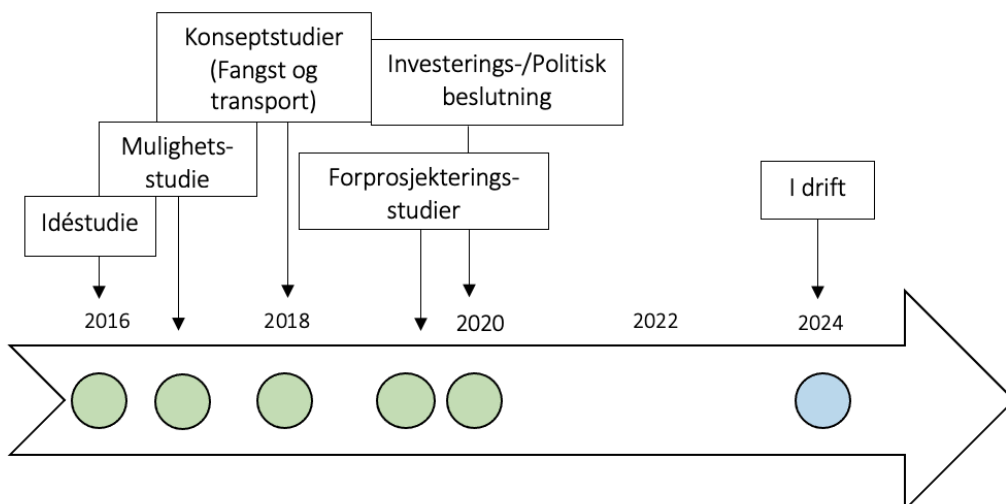 Konseptstudier
(Fangst og
transport)
Investerings-/Politisk
beslutning
Mulighets-
studie
Forprosjekterings-
studier
I drift
Idéstudie
2016
2018
2020
2022
2024